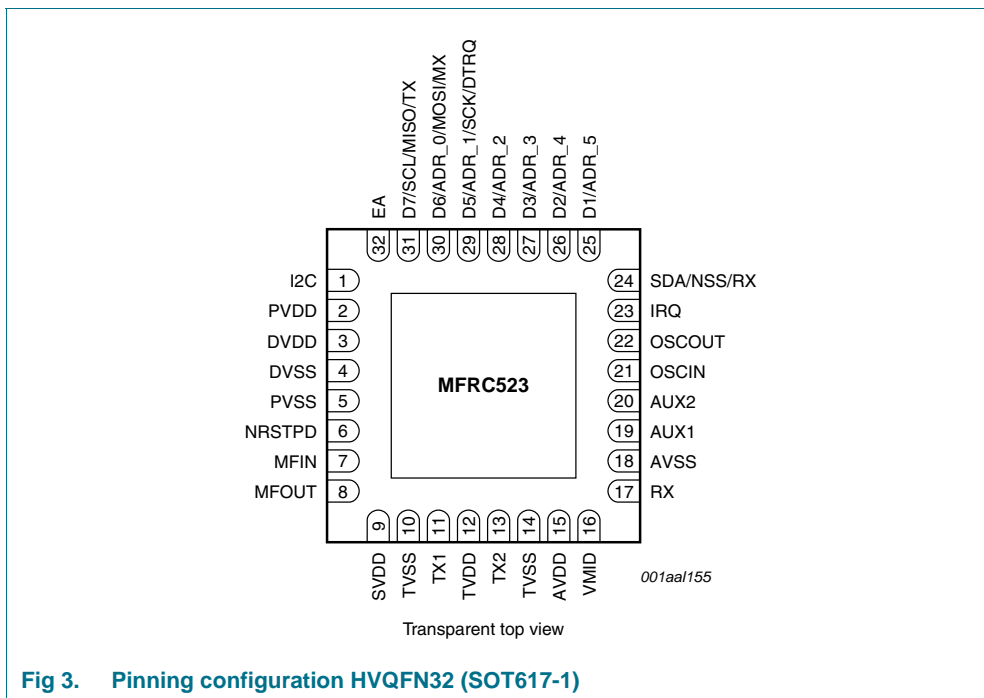 EA
D7/SCL/MISO/TX
D6/ADR_0/MOSI/MX
D5/ADR_1/SCK/DTRQ
D4/ADR_2
D3/ADR_3
D2/ADR_4
D1/ADR_5
32 31 30 29 28 27 26 25
I2C 1 24 SDA/NSS/RX
PVDD 2 23 IRQ
DVDD 3 22 OSCOUT
DVSS 4 21 OSCIN
MFRC523
PVSS 5 20 AUX2
NRSTPD 6 19 AUX1
MFIN 7 18 AVSS
MFOUT 8 17 RX
9 10 11 12 13 14 15 16
SVDD
TVSS
TX1
TVDD
TX2
TVSS
AVDD
VMID
001aal155
Transparent top view
Fig 3. Pinning configuration HVQFN32 (SOT617-1)